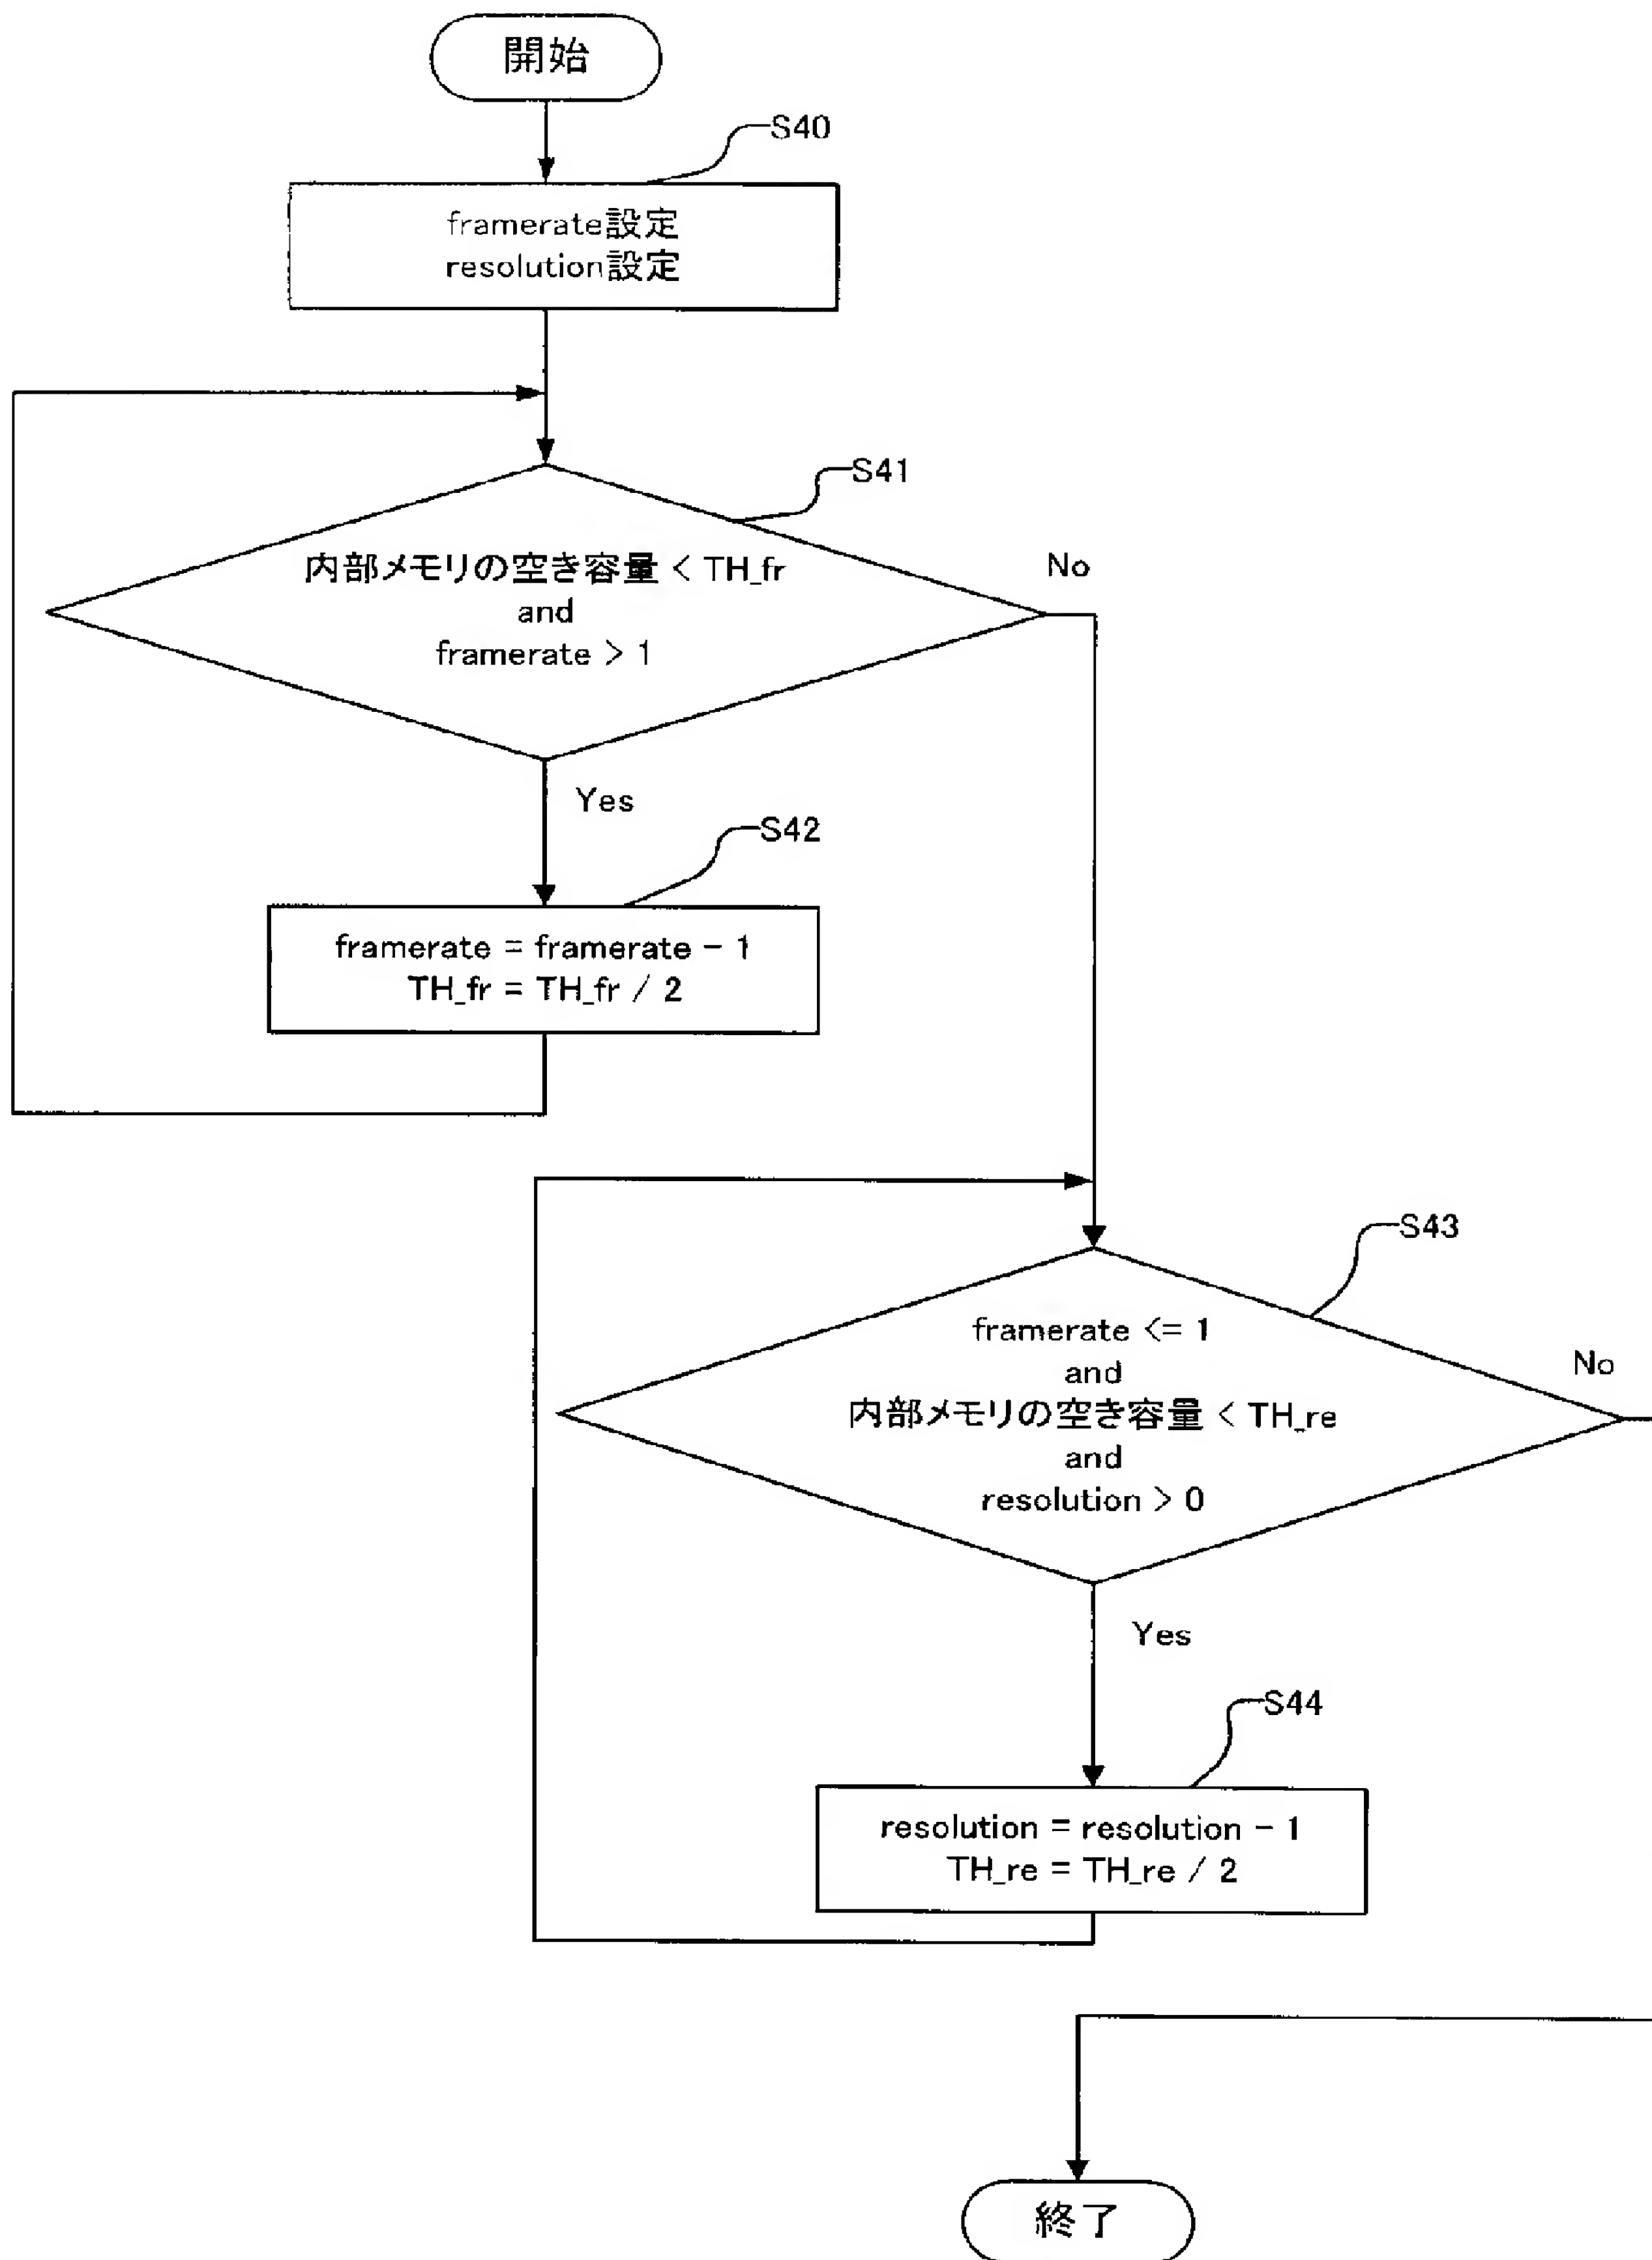 開始
S40
framerate設定
resolution設定
S41
内部メモリの空き容量 < TH_fr
and
framerate > 1
No
Yes
S42
framerate = framerate - 1
TH_fr = TH_fr / 2
S43
framerate <= 1
and
内部メモリの空き容量 < TH_re
and
resolution > 0
No
Yes
S44
resolution = resolution - 1
TH_re = TH_re / 2
終了